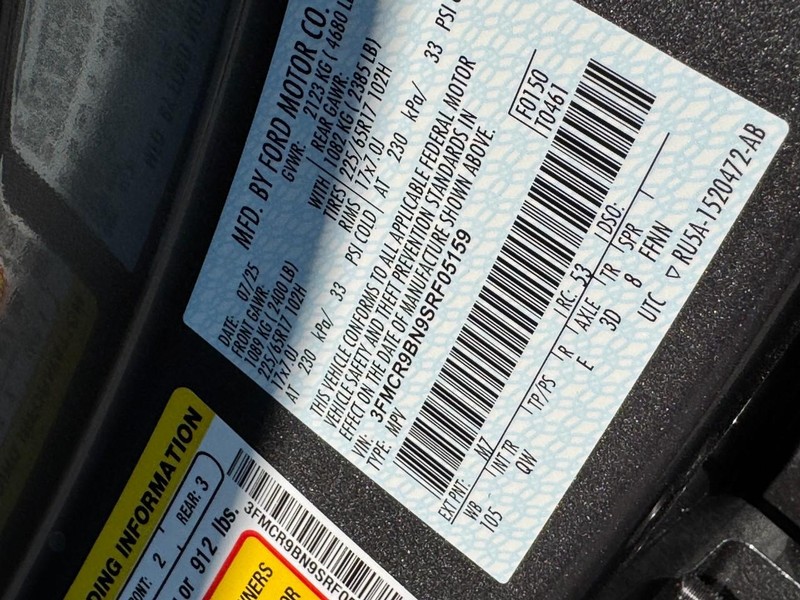 MFD. BY FORD MOTOR CO.
DATE: 07/25
GVWR: 2123 KG ( 4680 L
FRONT GAWR:
REAR GAWR:
1089 KG ( 2400 LB)
1082 KG ( 2385 LB)
225/65R17 102H
WITH TIRES 225/65R17 102H
17x7.0J
RIMS 17x7.0J
AT 230 kPa/ 33 PSI COLD
AT 230 kPa/ 33 PSI C
THIS VEHICLE CONFORMS TO ALL APPLICABLE FEDERAL MOTOR
VEHICLE SAFETY AND THEFT PREVENTION STANDARDS IN
EFFECT ON THE DATE OF MANUFACTURE SHOWN ABOVE.
VIN: 3FMCR9BN9SRF05159
TYPE: MPV
F0150
T0461
EXT PNT: M7 RC: 53 DSO:
WB INT TR TP/PS R AXLE TR SPR
105 QW E 3D 8 FFNN
UTC ▽ RU5A-1520472-AB
DING INFORMATION
RONT: 2 REAR: 3
or 912 lbs.
3FMCR9BN9SRF05